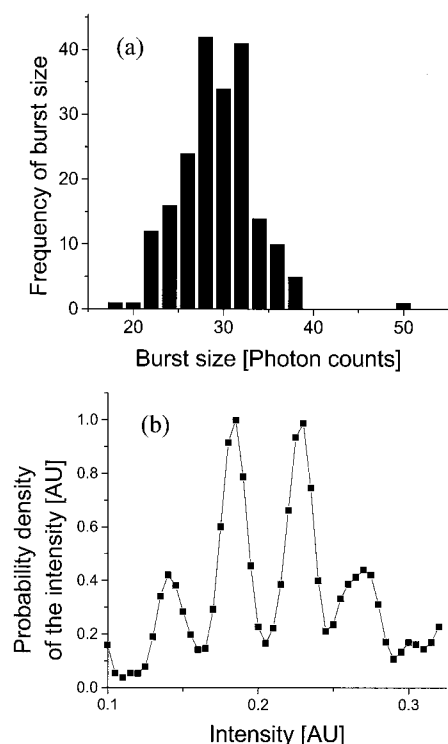 (a)
Frequency of burst size
40
30
20
10
0
20
30
40
50
Burst size [Photon counts]
(b)
Probability density
of the intensity [AU]
1.0
0.8
0.6
0.4
0.2
0.0
0.1
0.2
0.3
Intensity [AU]